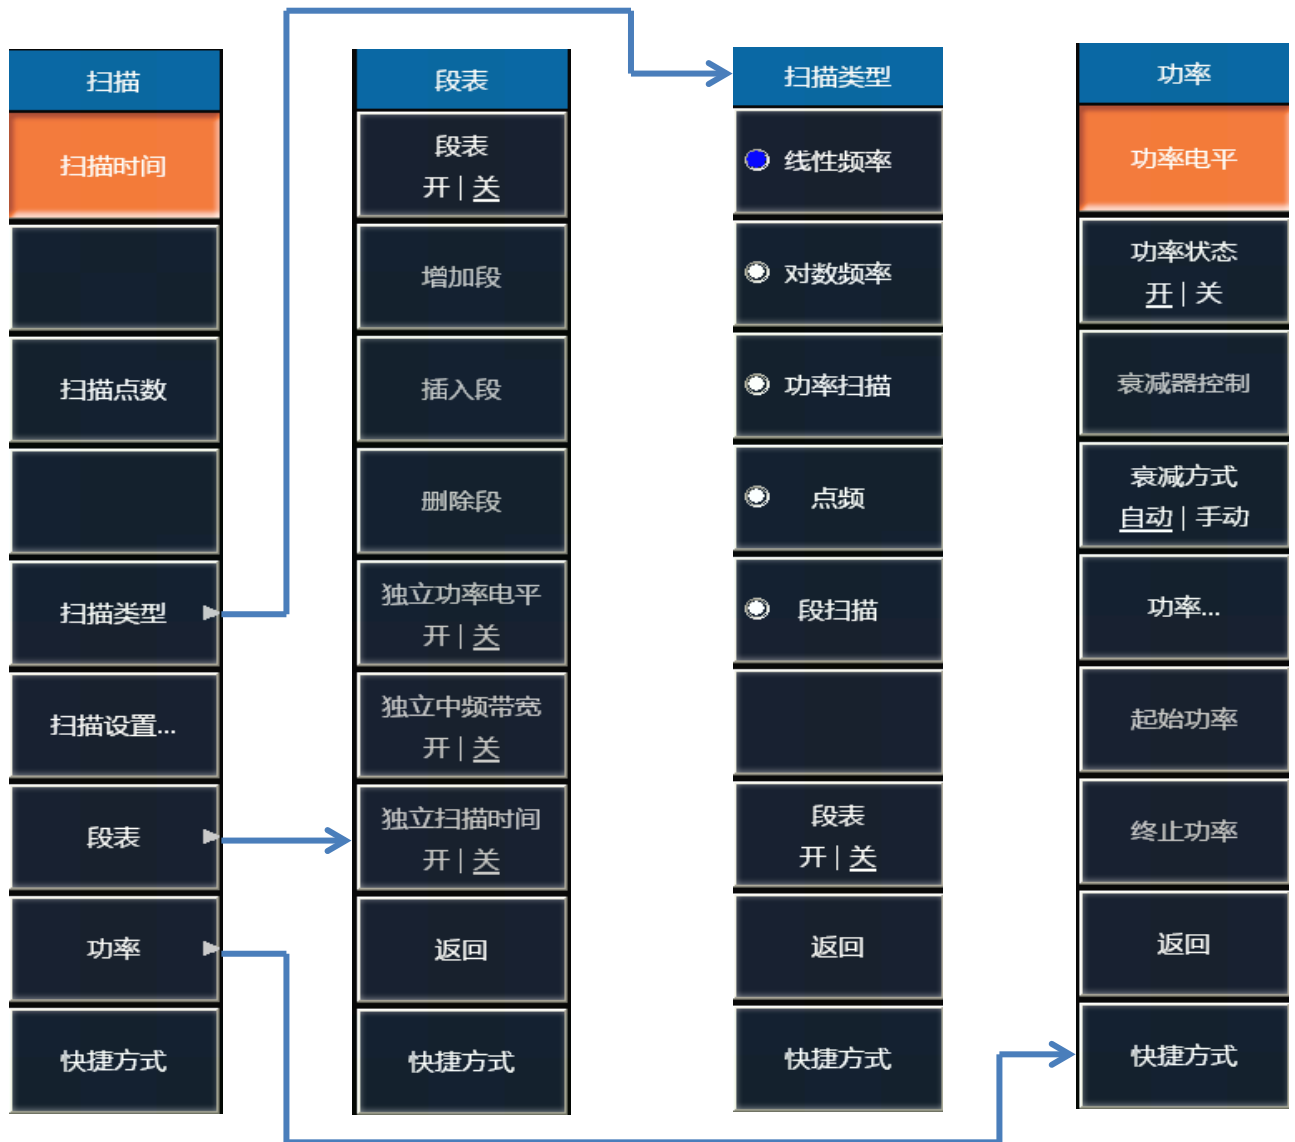 扫描
扫描时间
扫描点数
扫描类型
扫描设置...
段表
功率
快捷方式
段表
段表
开 | 关
增加段
插入段
删除段
独立功率电平
开 | 关
独立中频带宽
开 | 关
独立扫描时间
开 | 关
返回
快捷方式
扫描类型
线性频率
对数频率
功率扫描
点频
段扫描
段表
开 | 关
返回
快捷方式
功率
功率电平
功率状态
开 | 关
衰减器控制
衰减方式
自动 | 手动
功率...
起始功率
终止功率
返回
快捷方式